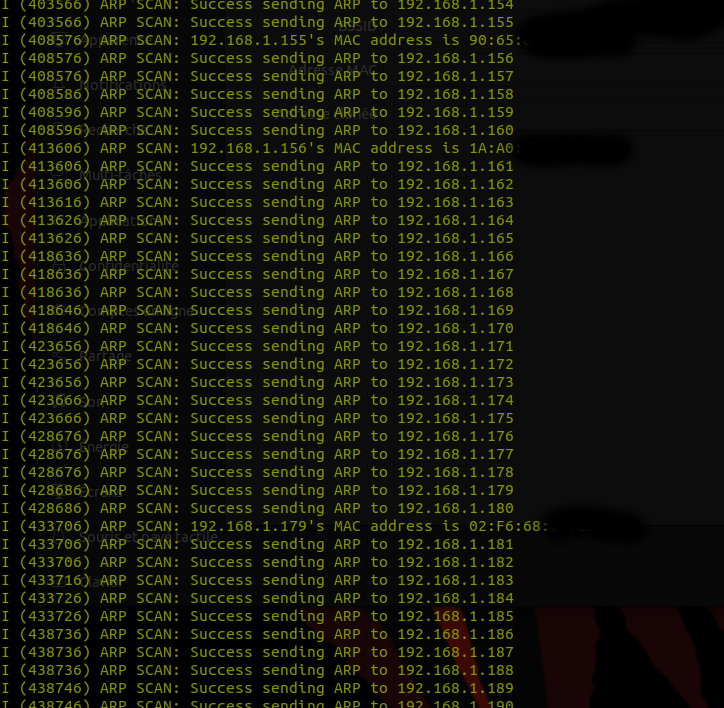 I (403566) ARP SCAN: Success sending ARP to 192.168.1.154
I (403566) ARP SCAN: Success sending ARP to 192.168.1.155
I (408576) ARP SCAN: 192.168.1.155's MAC address is 90:65:
I (408576) ARP SCAN: Success sending ARP to 192.168.1.156
I (408576) ARP SCAN: Success sending ARP to 192.168.1.157
I (408586) ARP SCAN: Success sending ARP to 192.168.1.158
I (408596) ARP SCAN: Success sending ARP to 192.168.1.159
I (408596) ARP SCAN: Success sending ARP to 192.168.1.160
I (413606) ARP SCAN: 192.168.1.156's MAC address is 1A:A0:
I (413606) ARP SCAN: Success sending ARP to 192.168.1.161
I (413606) ARP SCAN: Success sending ARP to 192.168.1.162
I (413616) ARP SCAN: Success sending ARP to 192.168.1.163
I (413626) ARP SCAN: Success sending ARP to 192.168.1.164
I (413626) ARP SCAN: Success sending ARP to 192.168.1.165
I (418636) ARP SCAN: Success sending ARP to 192.168.1.166
I (418636) ARP SCAN: Success sending ARP to 192.168.1.167
I (418636) ARP SCAN: Success sending ARP to 192.168.1.168
I (418646) ARP SCAN: Success sending ARP to 192.168.1.169
I (418646) ARP SCAN: Success sending ARP to 192.168.1.170
I (423656) ARP SCAN: Success sending ARP to 192.168.1.171
I (423656) ARP SCAN: Success sending ARP to 192.168.1.172
I (423656) ARP SCAN: Success sending ARP to 192.168.1.173
I (423666) ARP SCAN: Success sending ARP to 192.168.1.174
I (423666) ARP SCAN: Success sending ARP to 192.168.1.175
I (428676) ARP SCAN: Success sending ARP to 192.168.1.176
I (428676) ARP SCAN: Success sending ARP to 192.168.1.177
I (428676) ARP SCAN: Success sending ARP to 192.168.1.178
I (428686) ARP SCAN: Success sending ARP to 192.168.1.179
I (428686) ARP SCAN: Success sending ARP to 192.168.1.180
I (433706) ARP SCAN: 192.168.1.179's MAC address is 02:F6:68:
I (433706) ARP SCAN: Success sending ARP to 192.168.1.181
I (433706) ARP SCAN: Success sending ARP to 192.168.1.182
I (433716) ARP SCAN: Success sending ARP to 192.168.1.183
I (433726) ARP SCAN: Success sending ARP to 192.168.1.184
I (433726) ARP SCAN: Success sending ARP to 192.168.1.185
I (438736) ARP SCAN: Success sending ARP to 192.168.1.186
I (438736) ARP SCAN: Success sending ARP to 192.168.1.187
I (438736) ARP SCAN: Success sending ARP to 192.168.1.188
I (438746) ARP SCAN: Success sending ARP to 192.168.1.189
I (438746) ARP SCAN: Success sending ARP to 192.168.1.190
BSSID
Adresse MAC
Notifications
Multi-tâches
Applications
Confidentialité
Comptes en ligne
Partage
Son
Énergie
Écrans
Souris et pavé tactile